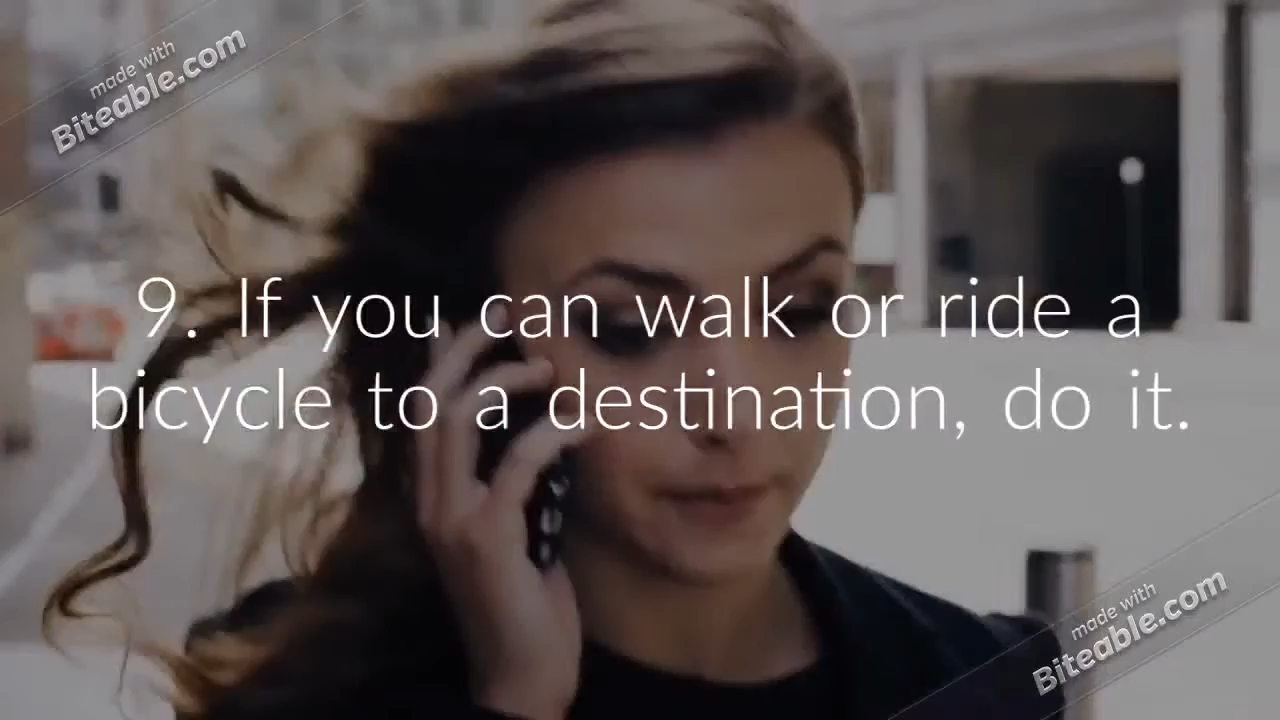 made with
Biteable.com
9. If you can walk or ride a
bicycle to a destination, do it.
made with
Biteable.com